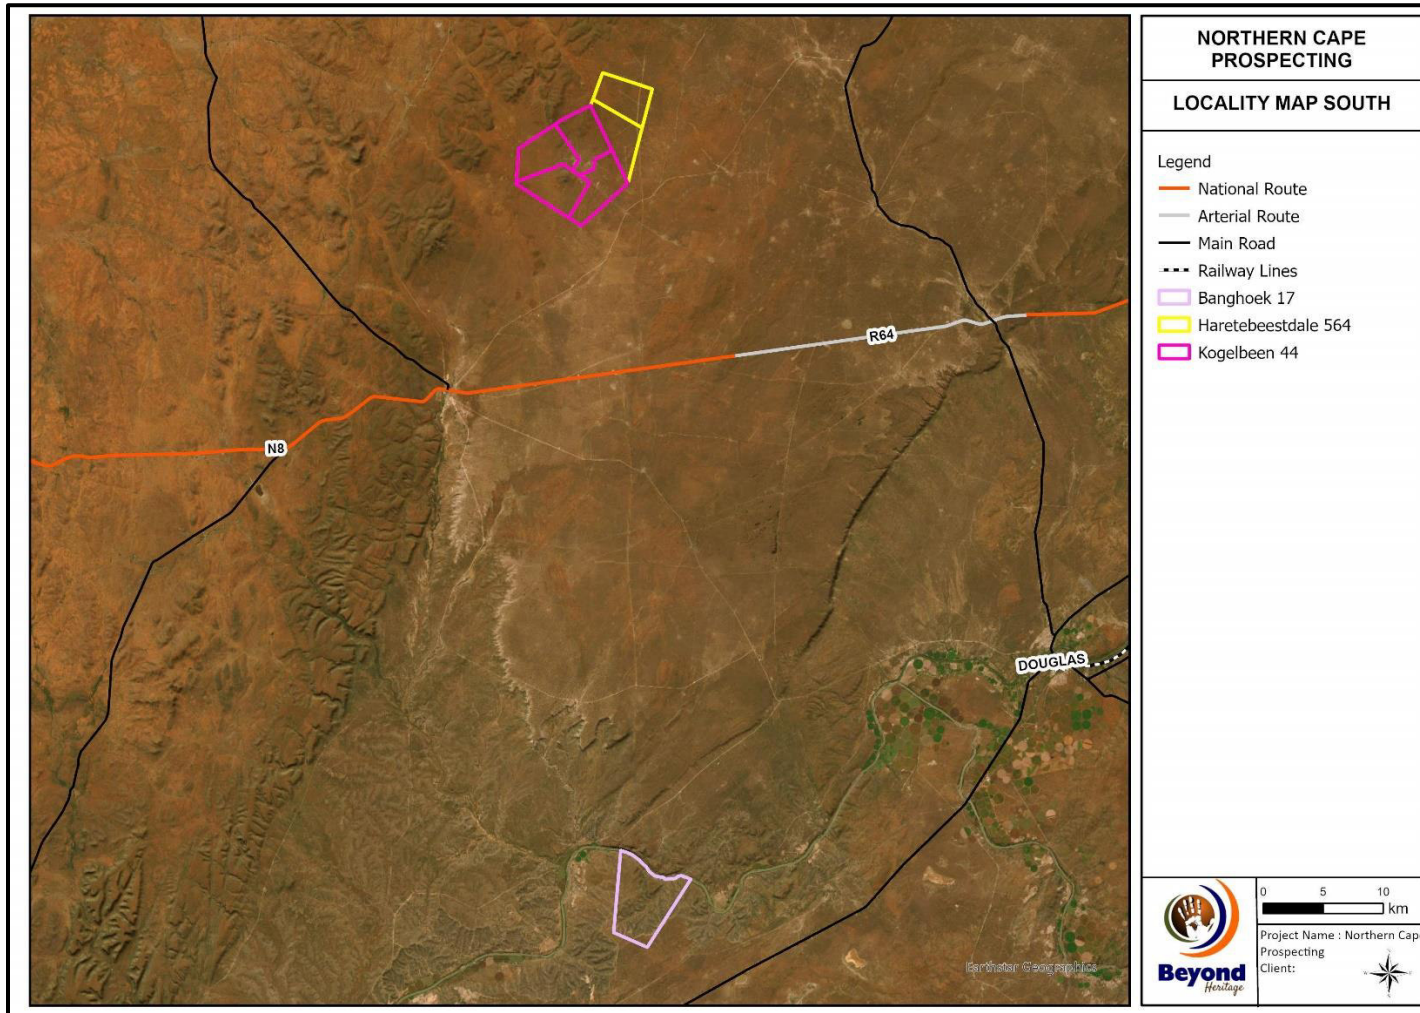 NORTHERN CAPE
PROSPECTING
LOCALITY MAP SOUTH
Legend
National Route
Arterial Route
Main Road
Railway Lines
Banghoek 17
Haretebeestdale 564
Kogelbeen 44
R64
N8
DOUGLAS
Earthstar Geographics
Beyond
Heritage
0 5 10
km
Project Name : Northern Cape
Prospecting
Client: